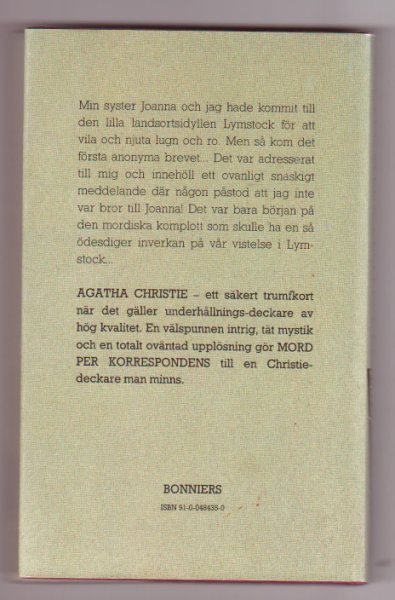 Min syster Joanna och jag hade kommit till
den lilla landsortsidyllen Lymstock för att
vila och njuta lugn och ro. Men så kom det
första anonyma brevet... Det var adresserat
till mig och innehöll ett ovanligt snaskigt
meddelande där någon påstod att jag inte
var bror till Joanna! Det var bara början på
den mordiska komplott som skulle ha en så
ödesdiger inverkan på vår vistelse i Lym-
stock...
AGATHA CHRISTIE – ett säkert trumfkort
när det gäller underhållnings-deckare av
hög kvalitet. En välspunnen intrig, tät mystik
och en totalt oväntad upplösning gör MORD
PER KORRESPONDENS till en Christie-
deckare man minns.
BONNIERS
ISBN 91-0-048435-0